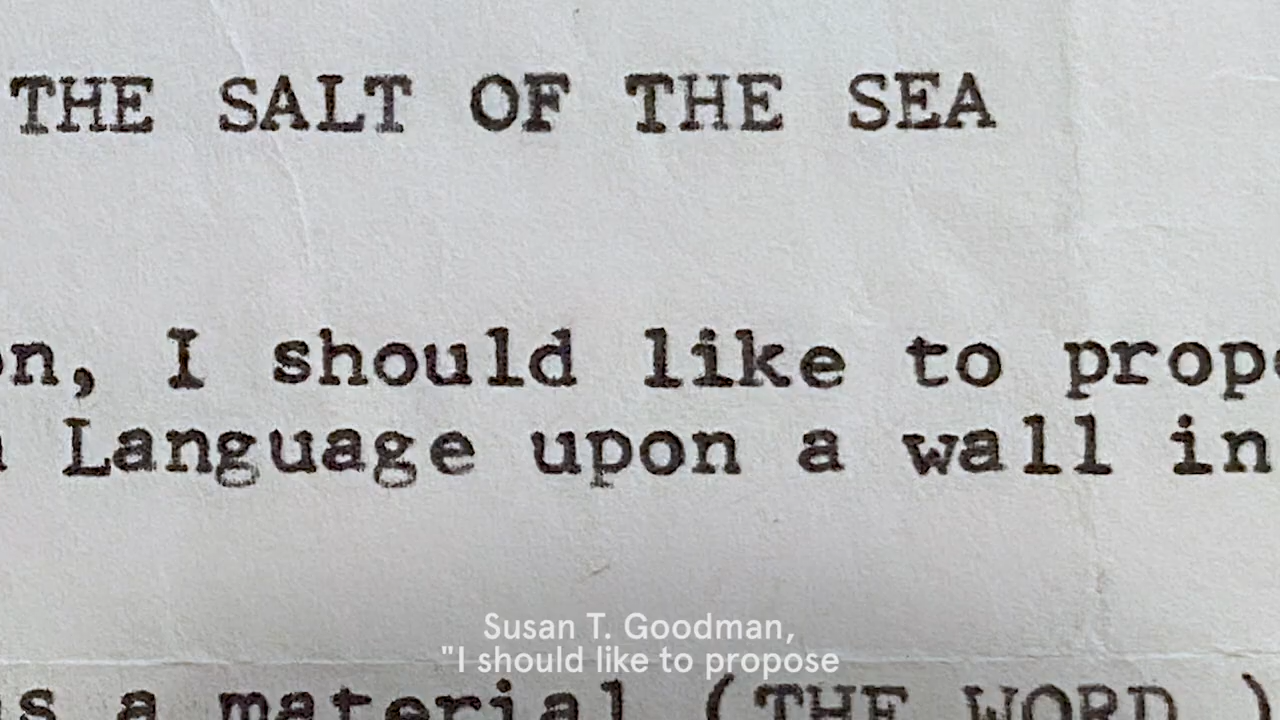 THE SALT OF THE SEA
on, I should like to prop
Language upon a wall in
Susan T. Goodman,
"I should like to propose
s a material (THE WORD )